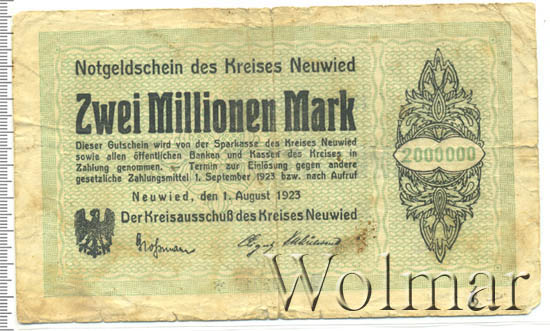 Notgeldschein des Kreises Neuwied
Zwei Millionen Mark
Dieser Gutschein wird von der Sparkasse des Kreises Neuwied
sowie allen öffentlichen Banken und Kassen des Kreises in
Zahlung genommen. — Termin zur Einlösung gegen andere
gesetzliche Zahlungsmittel 1. September 1923 bzw. nach Aufruf
2000000
Neuwied, den 1. August 1923
Der Kreisausschuß des Kreises Neuwied
Wolmar